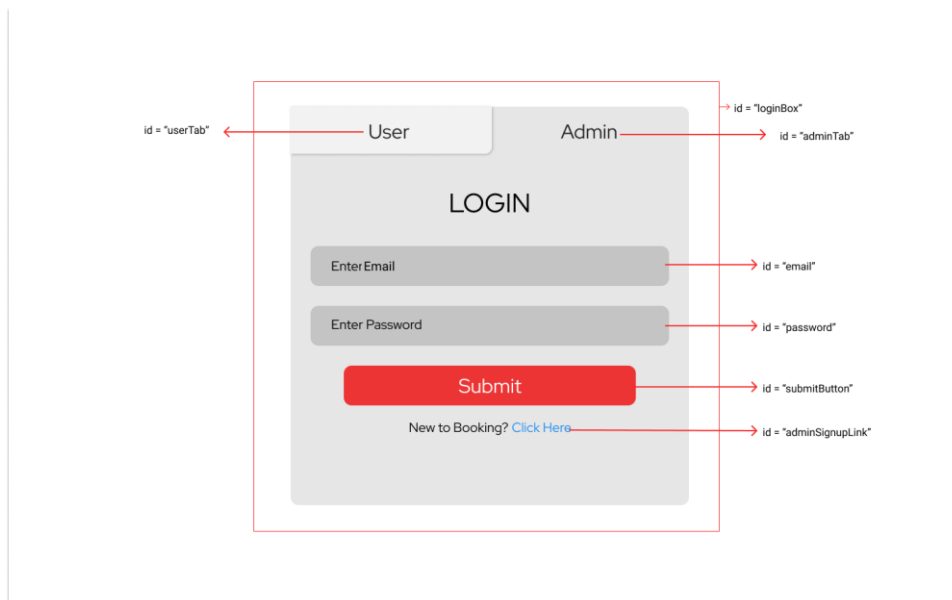 id = "loginBox"
id = "userTab"
User
Admin
id = "adminTab"
LOGIN
Enter Email
id = "email"
Enter Password
id = "password"
Submit
id = "submitButton"
New to Booking? Click Here
id = "adminSignupLink"